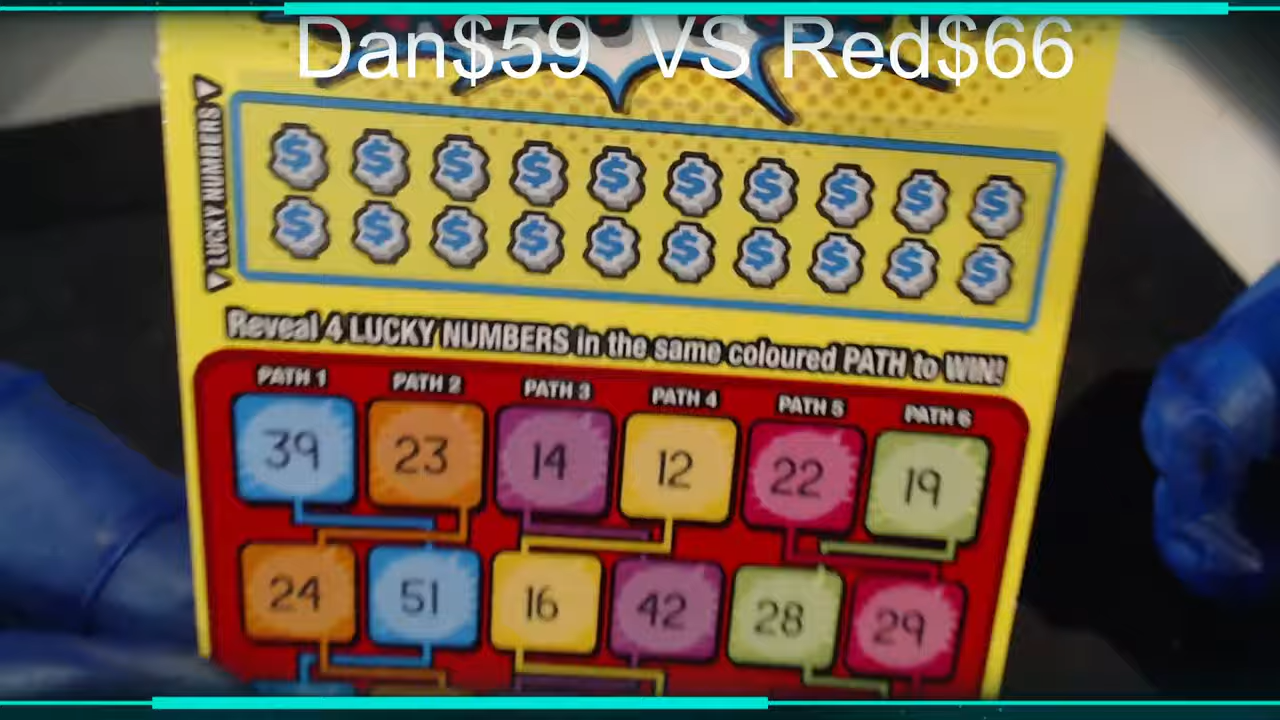 Dan$59 VS Red$66
LUCKY NUMBERS
$ $ $ $ $ $ $ $ $ $
$ $ $ $ $ $ $ $ $ $
Reveal 4 LUCKY NUMBERS in the same coloured PATH to WIN!
PATH 1 PATH 2 PATH 3 PATH 4 PATH 5 PATH 6
39 23 14 12 22 19
24 51 16 42 28 29